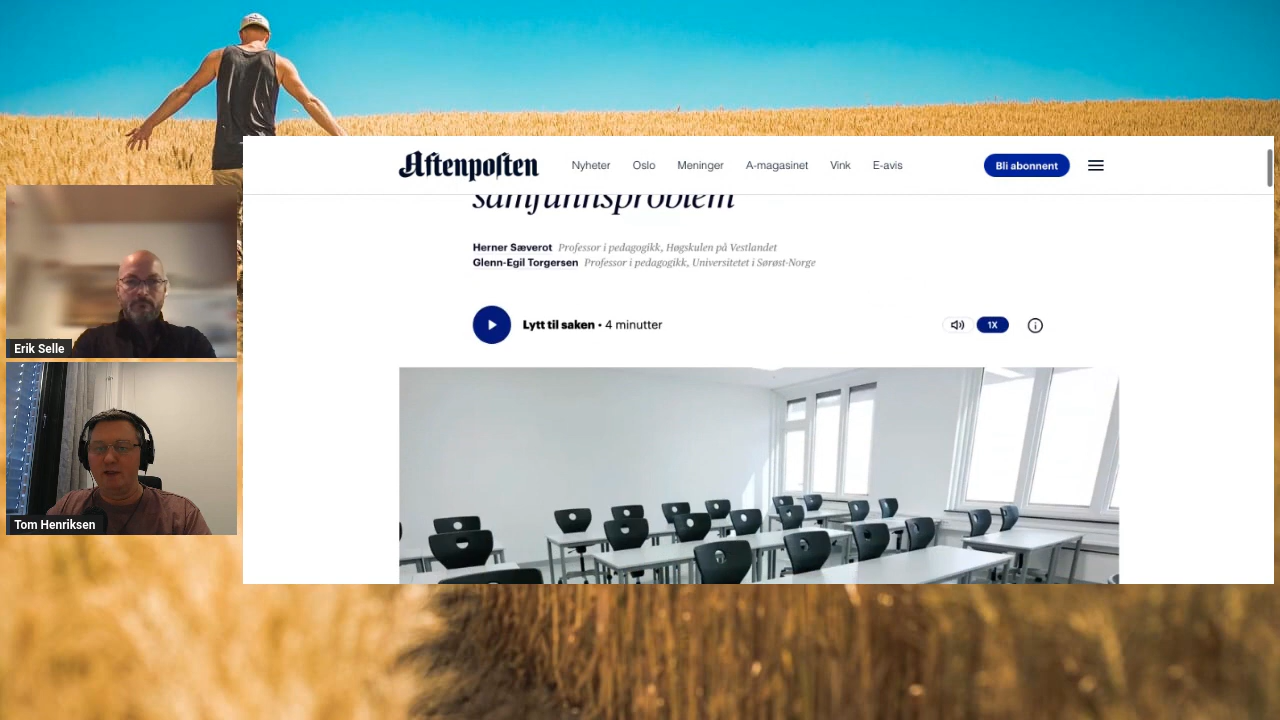 Aftenposten
Nyheter Oslo Meninger A-magasinet Vink E-avis
Bli abonnent
samfunnsproblem
Herner Sæverot Professor i pedagogikk, Høgskulen på Vestlandet
Glenn-Egil Torgersen Professor i pedagogikk, Universitetet i Sørøst-Norge
Lytt til saken • 4 minutter
1X
Erik Selle
Tom Henriksen